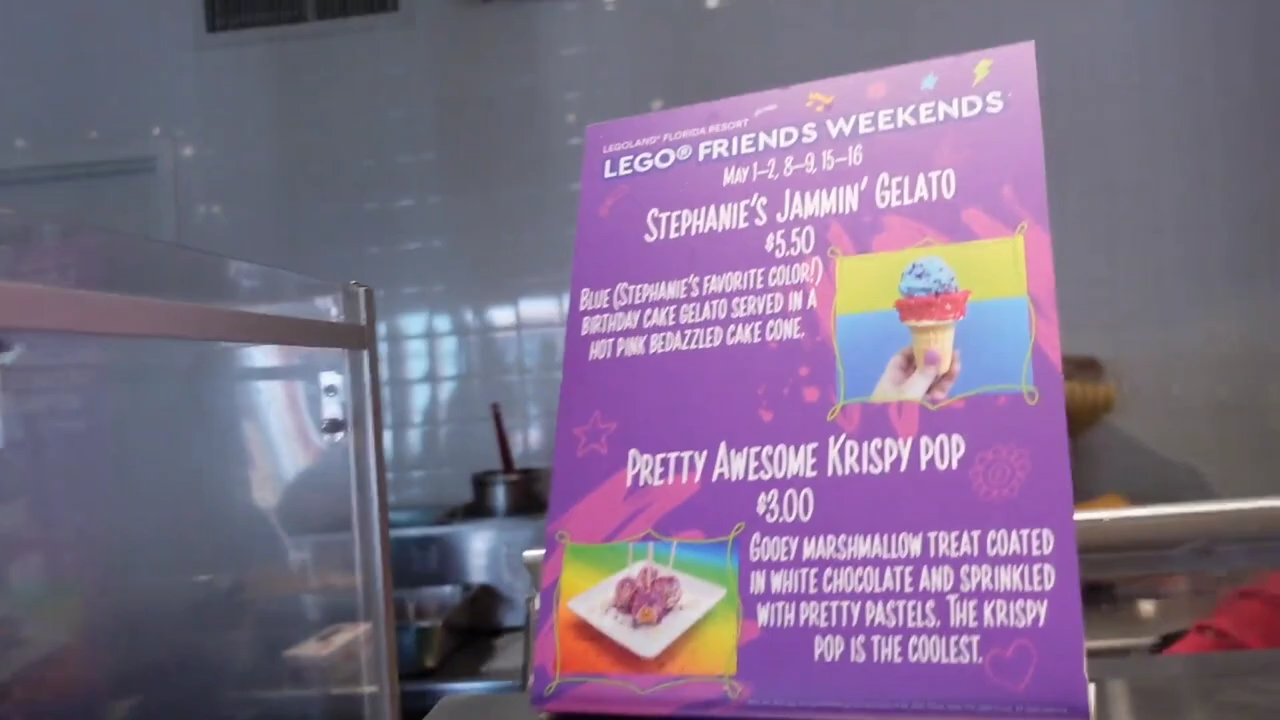 LEGOLAND® FLORIDA RESORT
LEGO® FRIENDS WEEKENDS
MAY 1–2, 8–9, 15–16
STEPHANIE'S JAMMIN' GELATO
$5.50
BLUE (STEPHANIE'S FAVORITE COLOR!)
BIRTHDAY CAKE GELATO SERVED IN A
HOT PINK BEDAZZLED CAKE CONE.
PRETTY AWESOME KRISPY POP
$3.00
GOOEY MARSHMALLOW TREAT COATED
IN WHITE CHOCOLATE AND SPRINKLED
WITH PRETTY PASTELS. THE KRISPY
POP IS THE COOLEST.